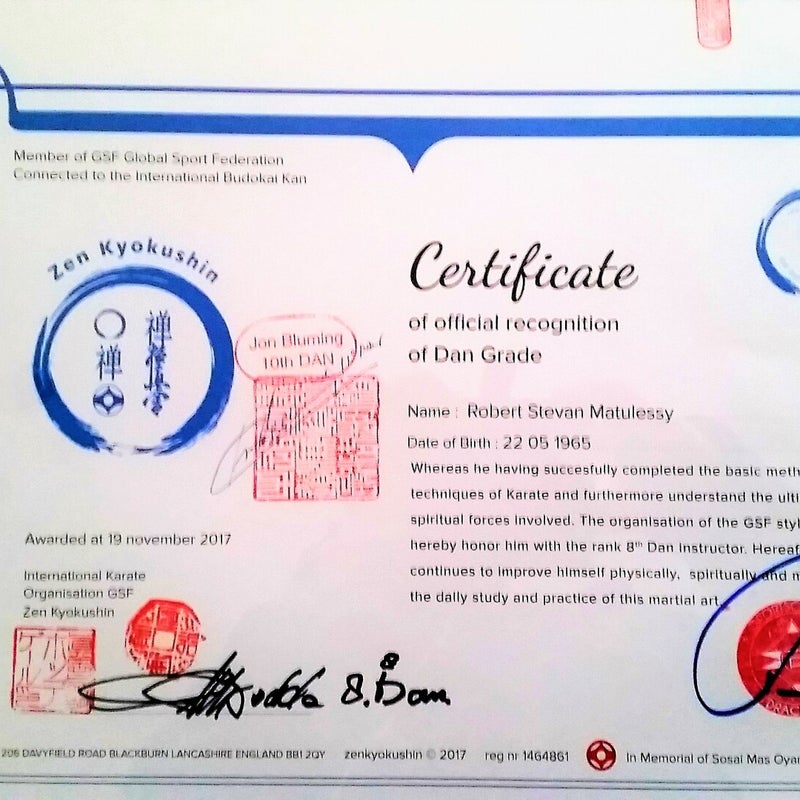 Member of GSF Global Sport Federation
Connected to the International Budokai Kan
Zen Kyokushin
禅
禅極真会
Jon Bluming
10th DAN
Certificate
of official recognition
of Dan Grade
Name : Robert Stevan Matulessy
Date of Birth : 22 05 1965
Whereas he having succesfully completed the basic meth
techniques of Karate and furthermore understand the ulti
spiritual forces involved. The organisation of the GSF styl
hereby honor him with the rank 8th Dan instructor. Hereaf
continues to improve himself physically, spiritually and m
the daily study and practice of this martial art.
Awarded at 19 november 2017
International Karate
Organisation GSF
Zen Kyokushin
8. Dan
206 DAVYFIELD ROAD BLACKBURN LANCASHIRE ENGLAND BB1 2QY zenkyokushin © 2017 reg nr 1464861 In Memorial of Sosai Mas Oyam